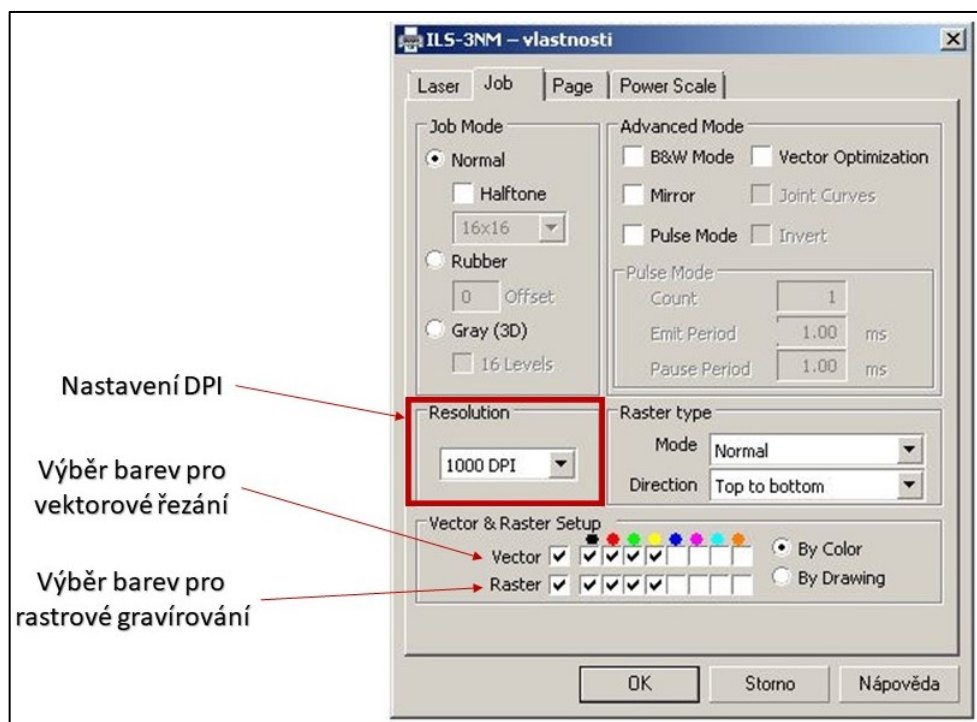 ILS-3NM – vlastnosti
Laser Job Page Power Scale
Job Mode
Normal
Halftone
16x16
Rubber
0 Offset
Gray (3D)
16 Levels
Advanced Mode
B&W Mode Vector Optimization
Mirror Joint Curves
Pulse Mode Invert
Pulse Mode
Count 1
Emit Period 1.00 ms
Pause Period 1.00 ms
Nastavení DPI
Resolution
1000 DPI
Raster type
Mode Normal
Direction Top to bottom
Výběr barev pro
vektorové řezání
Vector & Raster Setup
Vector
Raster
By Color
By Drawing
Výběr barev pro
rastrové gravírování
OK Storno Nápověda